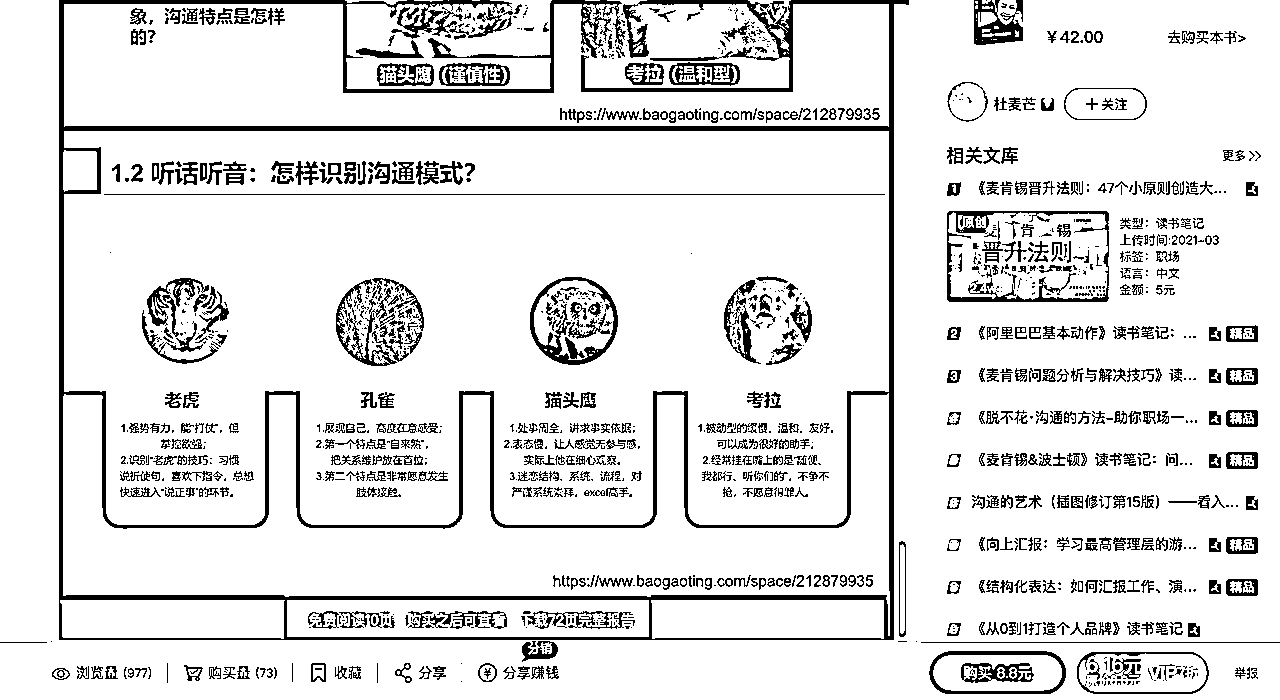 象，沟通特点是怎样
的？
猫头鹰（谨慎性）
考拉（温和型）
https://www.baogaoting.com/space/212879935
1.2 听话听音：怎样识别沟通模式？
老虎
1.强势有力，能“打仗”，但
掌控欲强；
2.识别“老虎”的技巧：习惯
说祈使句，喜欢下指令，总想
快速进入“说正事”的环节。
孔雀
1.展现自己，高度在意感受；
2.第一个特点是“自来熟”，
把关系维护放在首位；
3.第二个特点是非常愿意发生
肢体接触。
猫头鹰
1.处事周全，讲求事实依据；
2.表态慢，让人感觉无参与感，
实际上他在细心观察。
3.迷恋结构、系统、流程，对
严谨系统崇拜，excel高手。
考拉
1.被动型的缓慢，温和，友好，
可以成为很好的助手；
2.经常挂在嘴上的是“随便、
我都行、听你们的”，不争不
抢，不愿意得罪人。
https://www.baogaoting.com/space/212879935
免费阅读10页 购买之后可查看 下载72页完整报告
浏览量 (977)
购买量 (73)
收藏
分享
分销
分享赚钱
￥42.00
去购买本书>
杜麦芒
＋关注
相关文库
更多>>
1 《麦肯锡晋升法则：47个小原则创造大...
原创
麦肯锡
晋升法则
类型：读书笔记
上传时间:2021-03
标签：职场
语言：中文
金额：5元
2 《阿里巴巴基本动作》读书笔记：... 精品
3 《麦肯锡问题分析与解决技巧》读... 精品
《脱不花·沟通的方法-助你职场一... 精品
《麦肯锡&波士顿》读书笔记：问... 精品
沟通的艺术（插图修订第15版）——看入...
《向上汇报：学习最高管理层的游... 精品
《结构化表达：如何汇报工作、演... 精品
《从0到1打造个人品牌》读书笔记
购买 8.8元
6.16元
VIP7折
举报